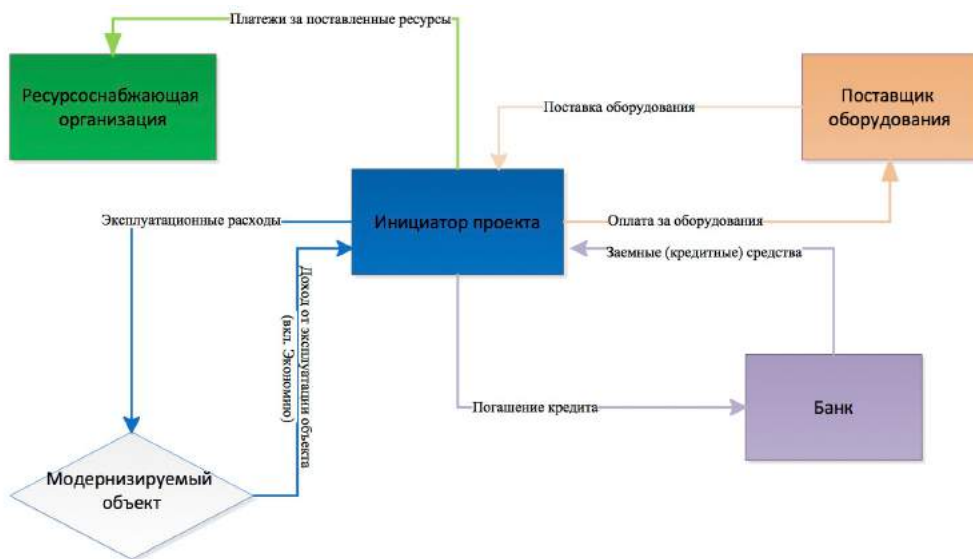 Платежи за поставленные ресурсы
Ресурсоснабжающая
организация
Поставщик
оборудования
Поставка оборудования
Инициатор проекта
Эксплуатационные расходы
Оплата за оборудования
Заемные (кредитные) средства
Доход от эксплуатации объекта
(вкл. Экономию)
Погашение кредита
Банк
Модернизируемый
объект